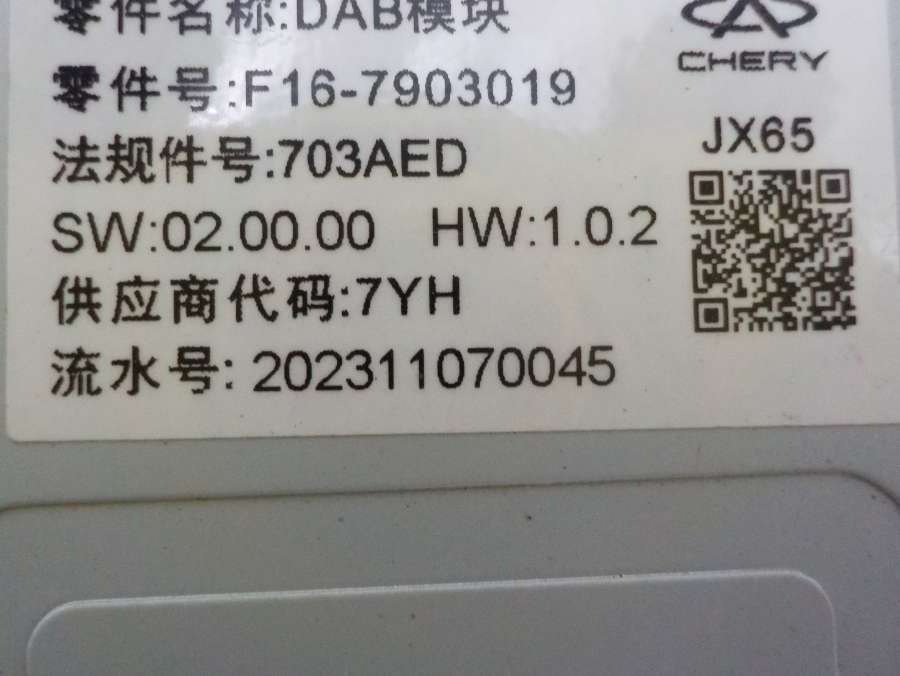 零件名称:DAB模块
CHERY
零件号:F16-7903019
JX65
法规件号:703AED
SW:02.00.00 HW:1.0.2
供应商代码:7YH
流水号: 202311070045